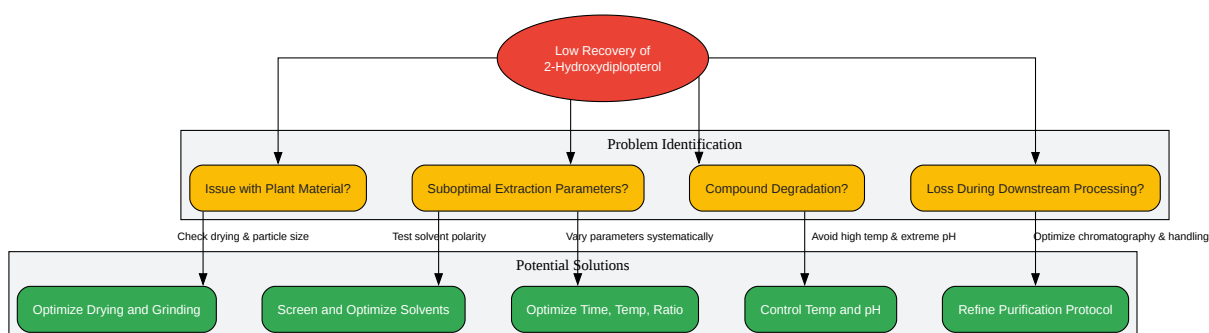 Low Recovery of
2-Hydroxydiplopterol
Problem Identification
Issue with Plant Material?
Suboptimal Extraction Parameters?
Compound Degradation?
Loss During Downstream Processing?
Check drying & particle size
Test solvent polarity
Vary parameters systematically
Avoid high temp & extreme pH
Optimize chromatography & handling
Potential Solutions
Optimize Drying and Grinding
Screen and Optimize Solvents
Optimize Time, Temp, Ratio
Control Temp and pH
Refine Purification Protocol